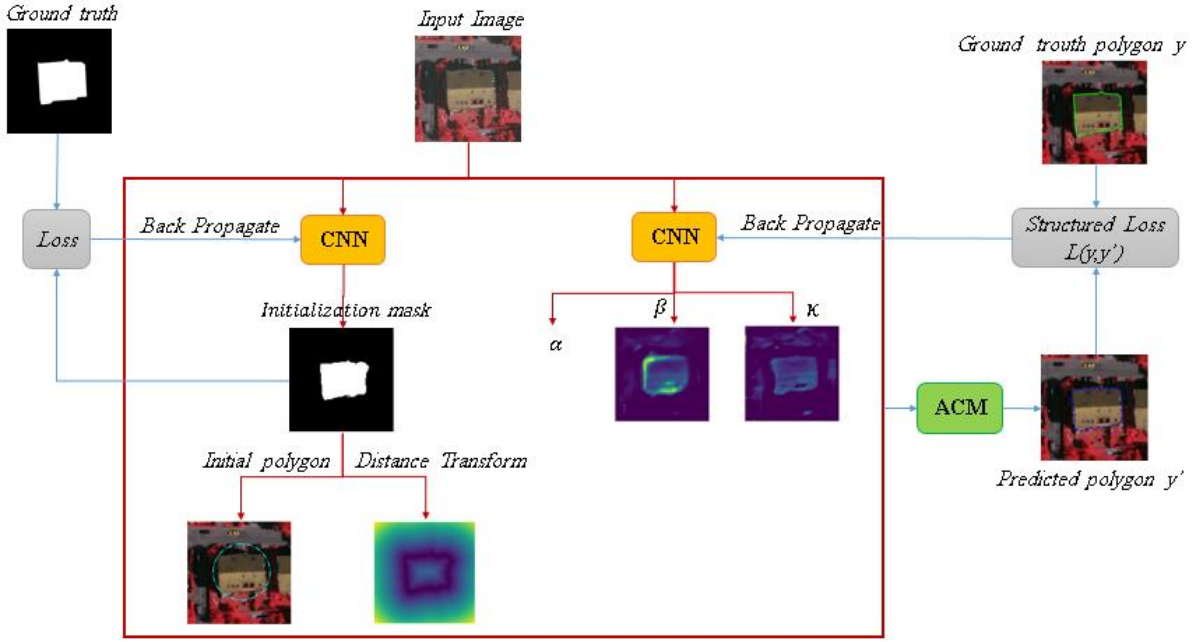 Ground truth
Input Image
Ground trouth polygon y
Loss
Back Propagate
CNN
CNN
Back Propagate
Structured Loss
L(y,y')
Initialization mask
α
β
κ
ACM
Initial polygon
Distance Transform
Predicted polygon y'